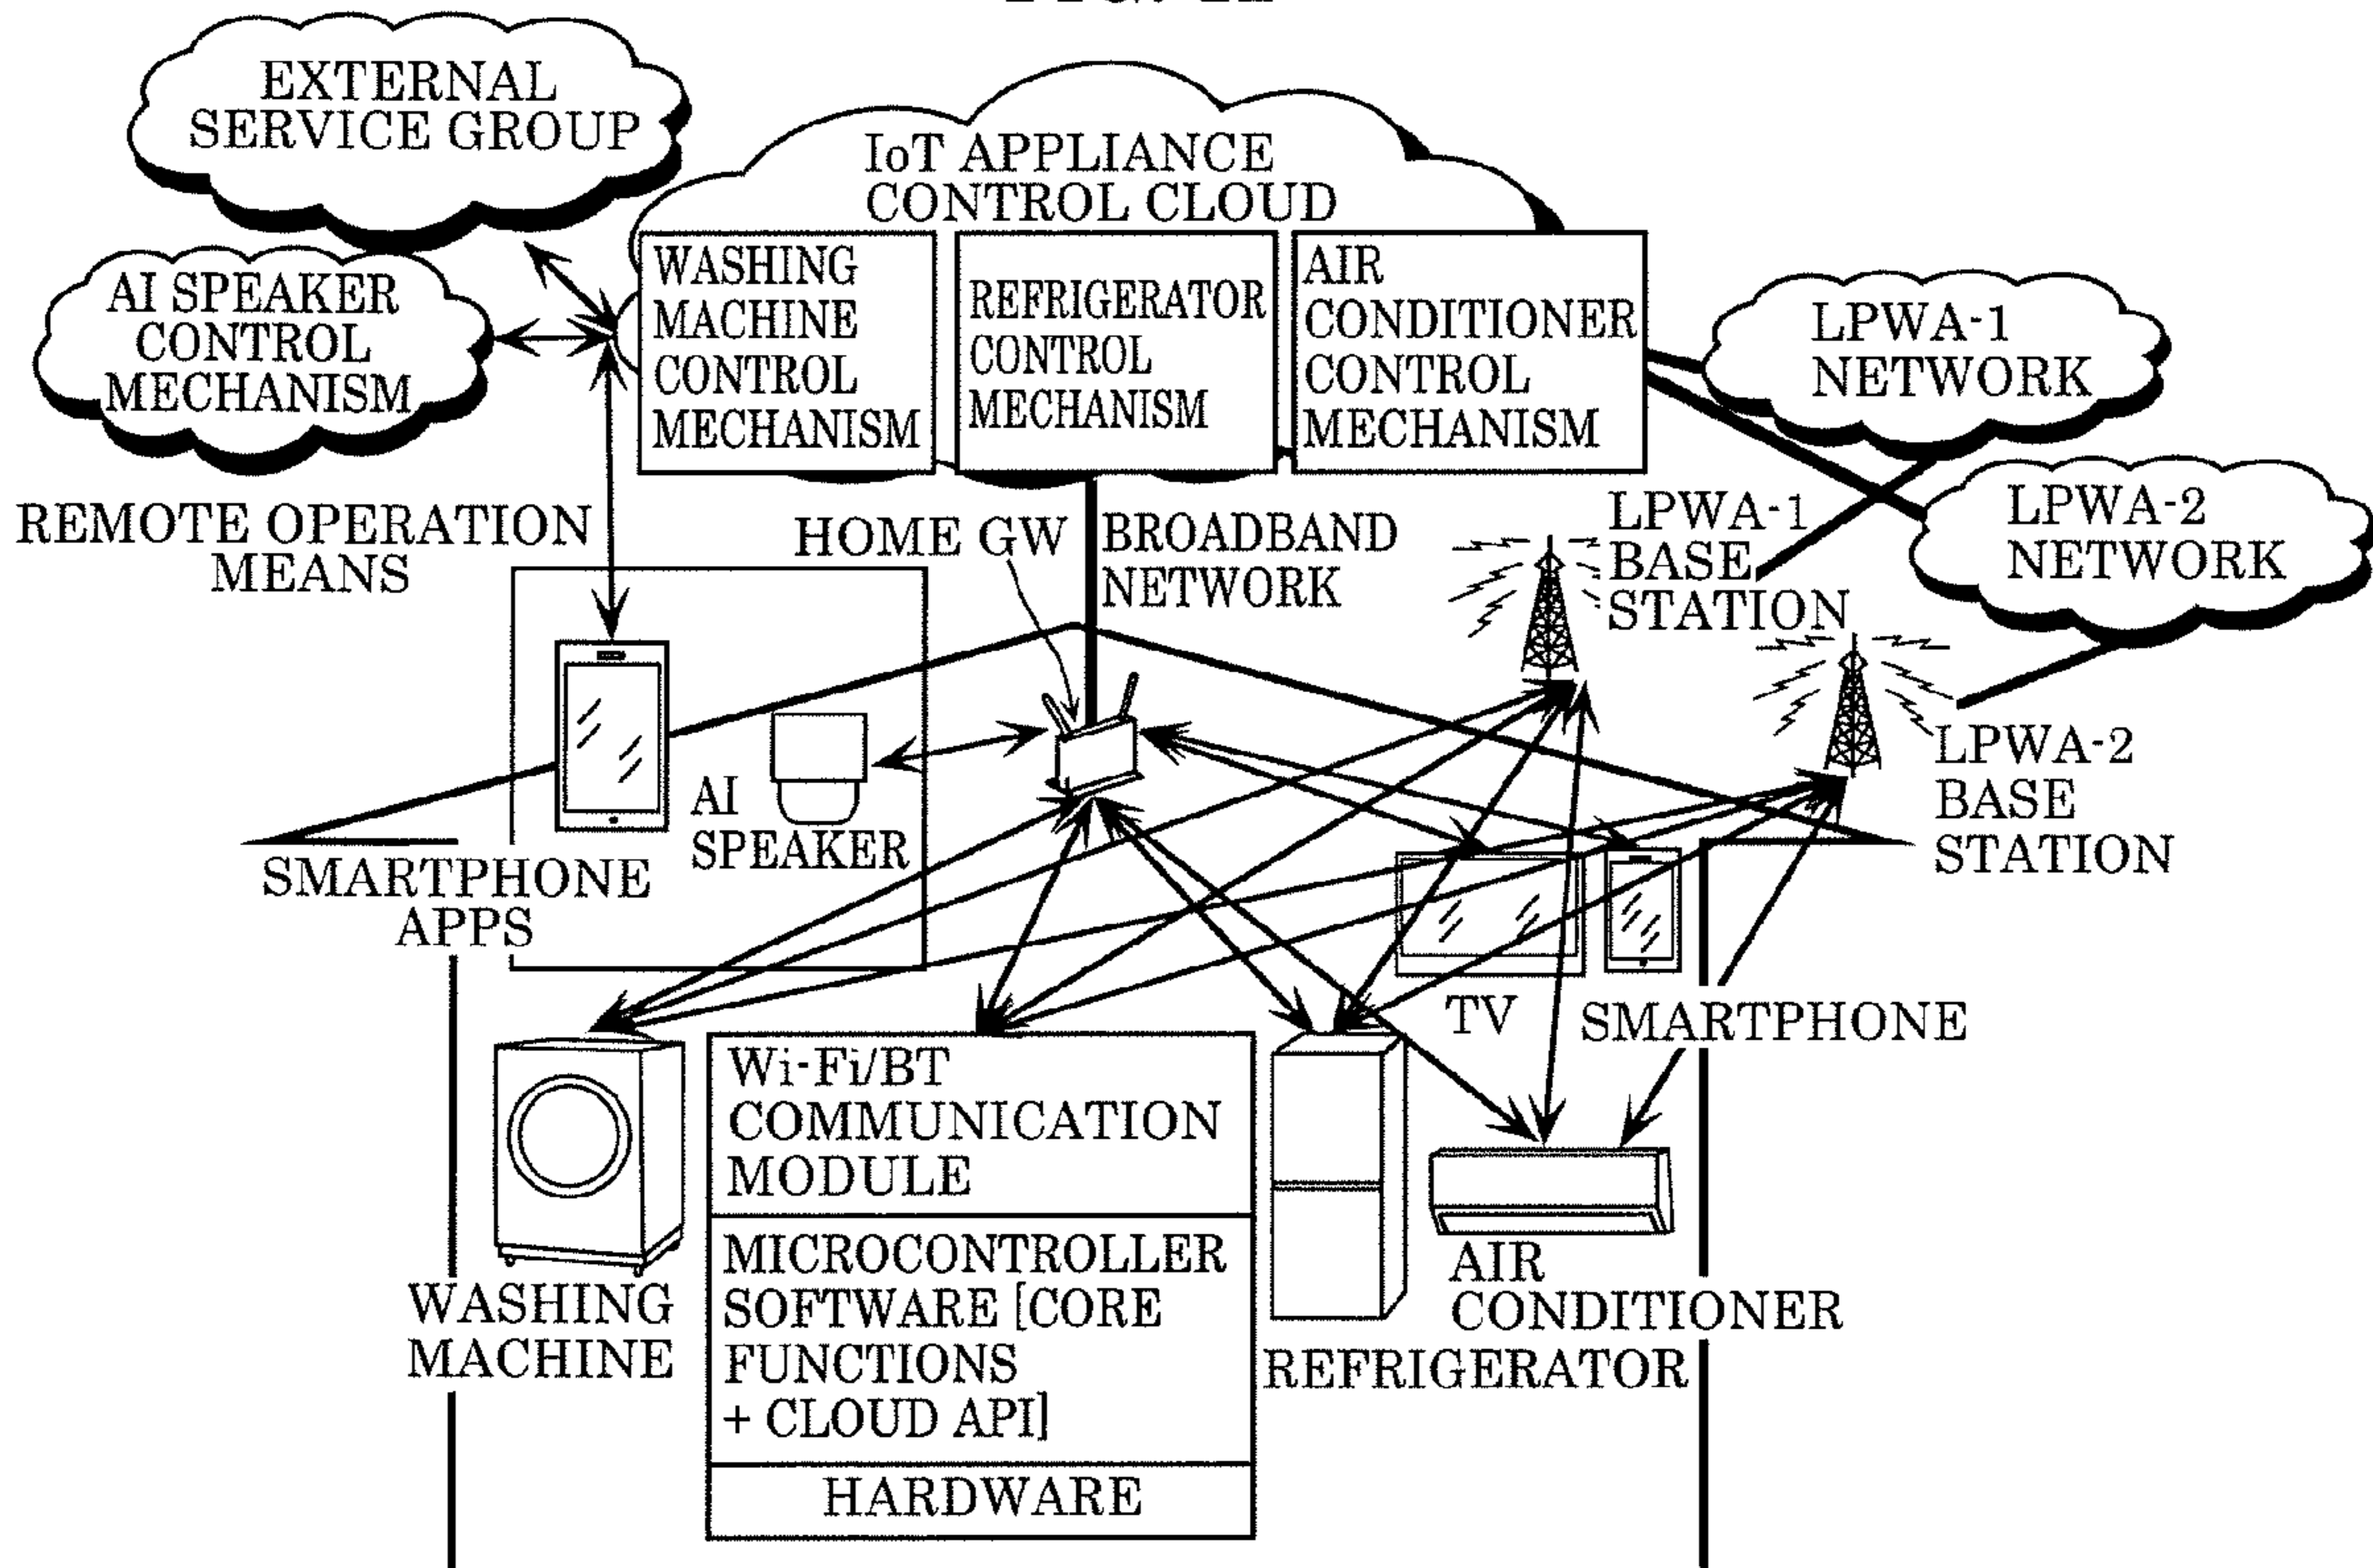 EXTERNAL
SERVICE GROUP
IoT APPLIANCE
CONTROL CLOUD
WASHING
MACHINE
CONTROL
MECHANISM
REFRIGERATOR
CONTROL
MECHANISM
AIR
CONDITIONER
CONTROL
MECHANISM
AI SPEAKER
CONTROL
MECHANISM
LPWA-1
NETWORK
LPWA-2
NETWORK
REMOTE OPERATION
MEANS
HOME GW
BROADBAND
NETWORK
LPWA-1
BASE
STATION
LPWA-2
BASE
STATION
AI
SPEAKER
SMARTPHONE
APPS
TV
SMARTPHONE
Wi-Fi/BT
COMMUNICATION
MODULE
MICROCONTROLLER
SOFTWARE [CORE
FUNCTIONS
+ CLOUD API]
HARDWARE
WASHING
MACHINE
AIR
CONDITIONER
REFRIGERATOR